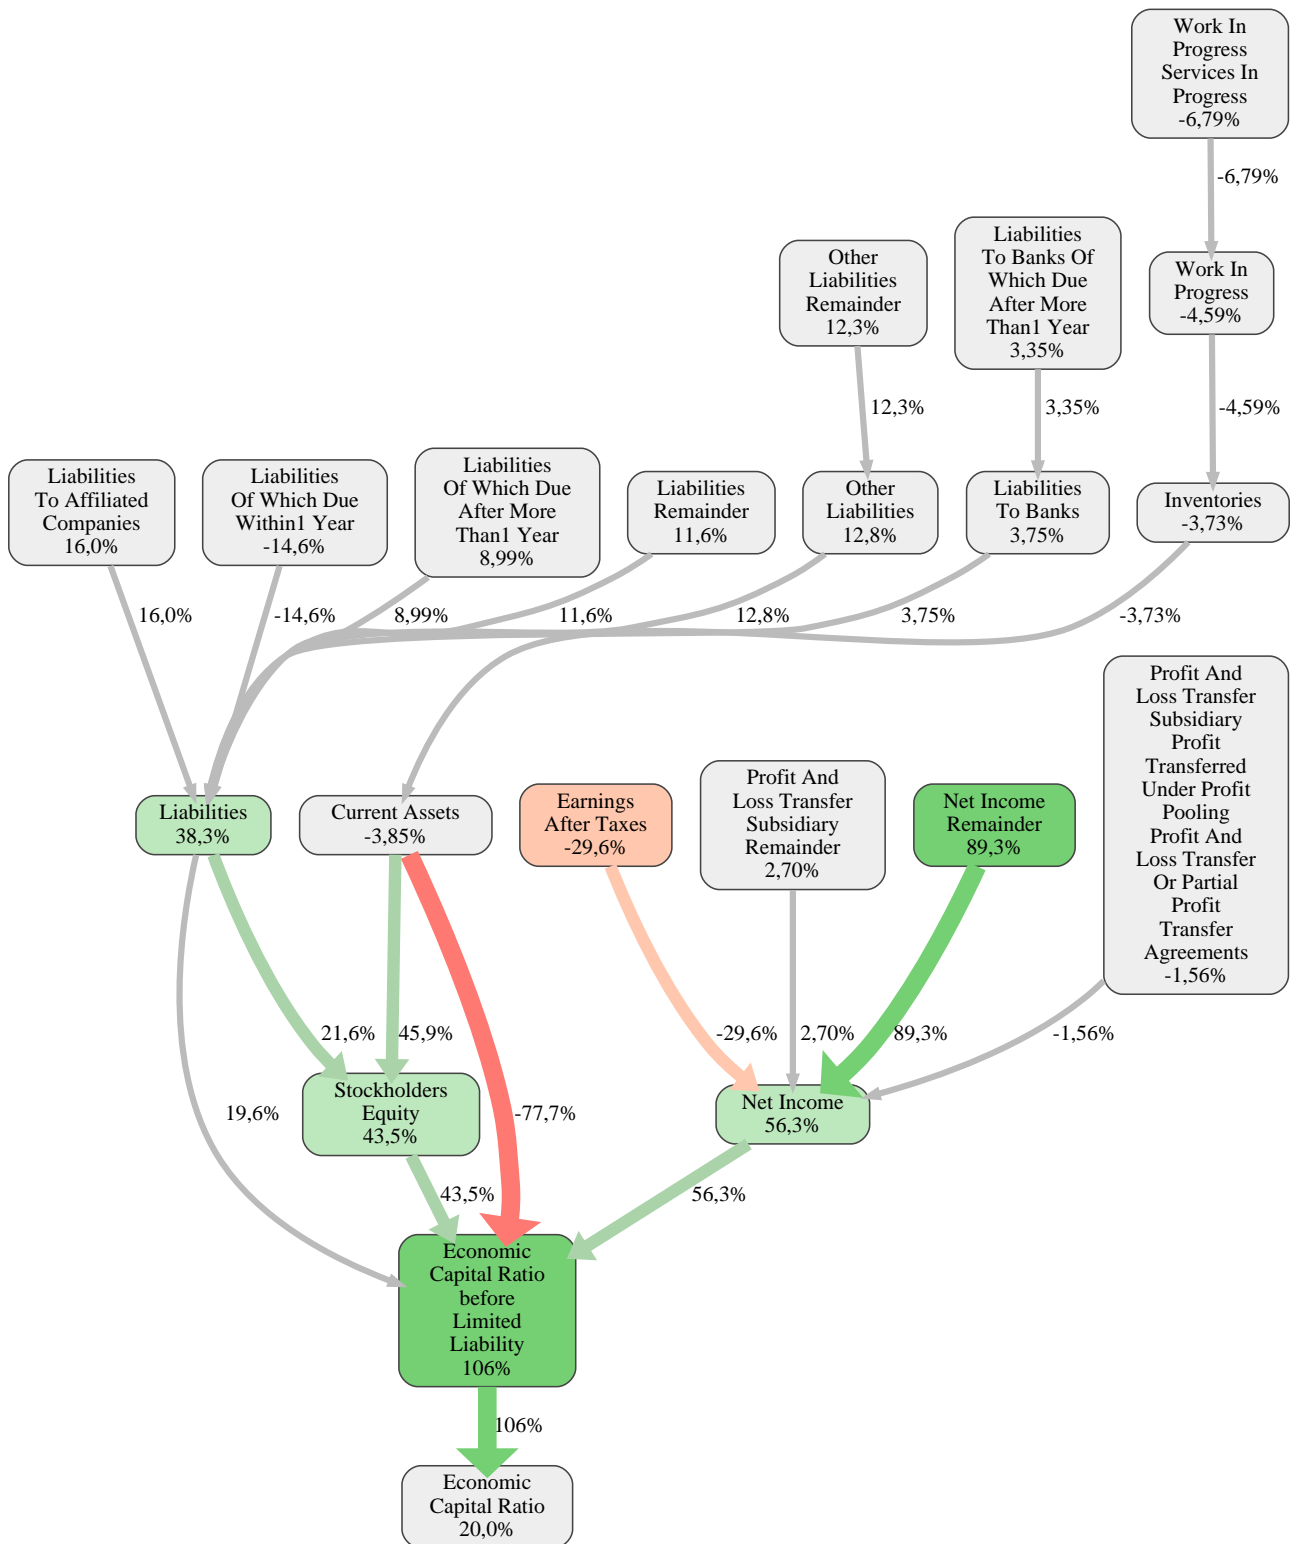 Work In
Progress
Services In
Progress
-6,79%
-6,79%
Other
Liabilities
Remainder
12,3%
Liabilities
To Banks Of
Which Due
After More
Than1 Year
3,35%
Work In
Progress
-4,59%
12,3%
3,35%
-4,59%
Liabilities
To Affiliated
Companies
16,0%
Liabilities
Of Which Due
Within1 Year
-14,6%
Liabilities
Of Which Due
After More
Than1 Year
8,99%
Liabilities
Remainder
11,6%
Other
Liabilities
12,8%
Liabilities
To Banks
3,75%
Inventories
-3,73%
16,0%
-14,6%
8,99%
11,6%
12,8%
3,75%
-3,73%
Liabilities
38,3%
Current Assets
-3,85%
Earnings
After Taxes
-29,6%
Profit And
Loss Transfer
Subsidiary
Remainder
2,70%
Net Income
Remainder
89,3%
Profit And
Loss Transfer
Subsidiary
Profit
Transferred
Under Profit
Pooling
Profit And
Loss Transfer
Or Partial
Profit
Transfer
Agreements
-1,56%
21,6%
45,9%
-29,6%
2,70%
89,3%
-1,56%
Stockholders
Equity
43,5%
Net Income
56,3%
19,6%
-77,7%
43,5%
56,3%
Economic
Capital Ratio
before
Limited
Liability
106%
106%
Economic
Capital Ratio
20,0%